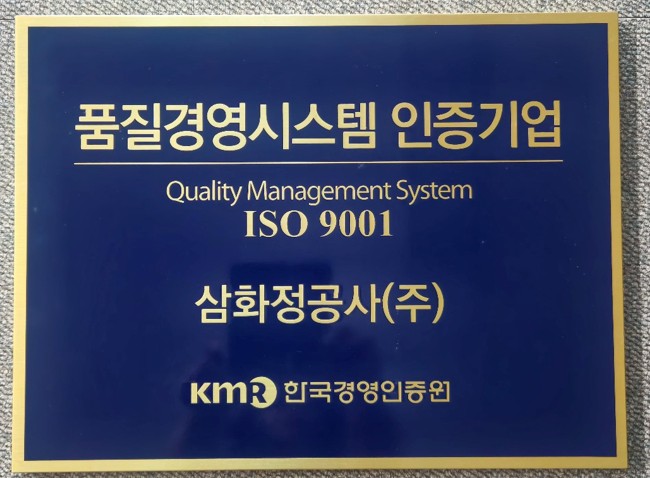 품질경영시스템 인증기업
Quality Management System
ISO 9001
삼화정공사(주)
KMR 한국경영인증원